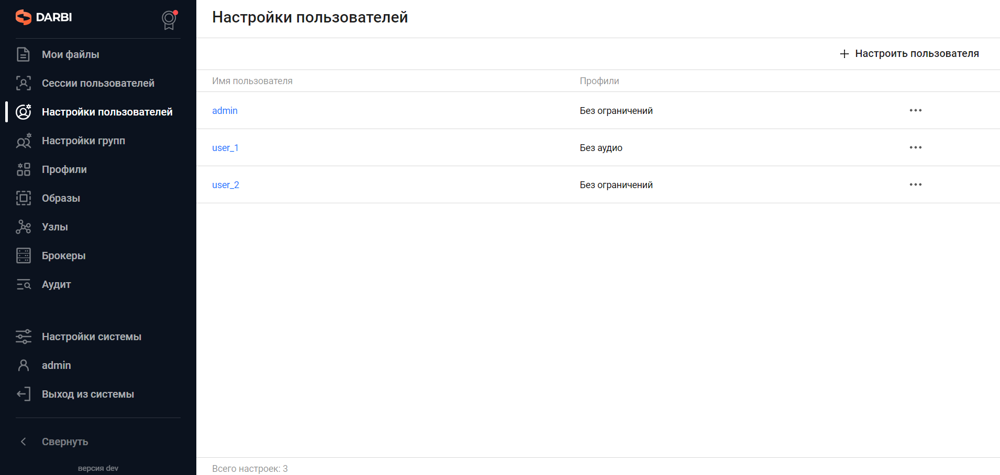 DARBI
Мои файлы
Сессии пользователей
Настройки пользователей
Настройки групп
Профили
Образы
Узлы
Брокеры
Аудит
Настройки системы
admin
Выход из системы
Свернуть
версия dev
Настройки пользователей
Настроить пользователя
Имя пользователя Профили
admin Без ограничений
user_1 Без аудио
user_2 Без ограничений
Всего настроек: 3